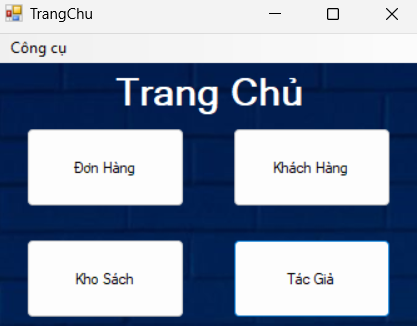 TrangChu
Công cụ
Trang Chủ
Đơn Hàng
Khách Hàng
Kho Sách
Tác Giả